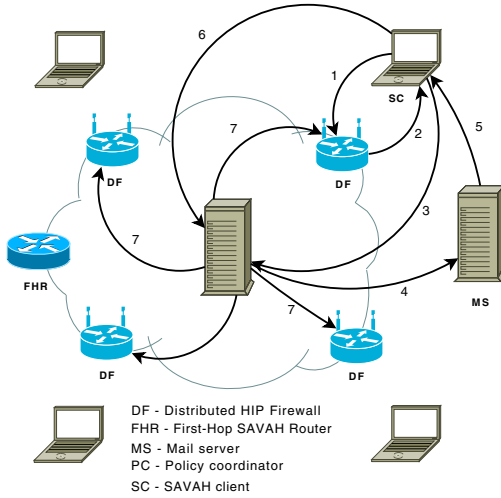 6
1
SC
7
2
5
DF
DF
3
7
FHR
4
MS
7
DF
DF
DF - Distributed HIP Firewall
FHR - First-Hop SAVAH Router
MS - Mail server
PC - Policy coordinator
SC - SAVAH client